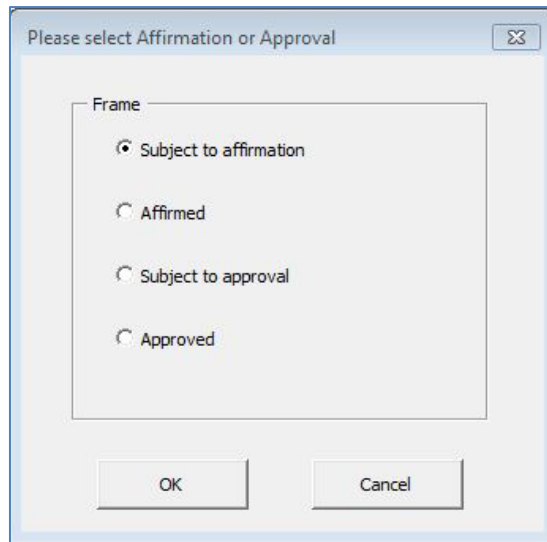 Please select Affirmation or Approval
Frame
Subject to affirmation
Affirmed
Subject to approval
Approved
OK
Cancel